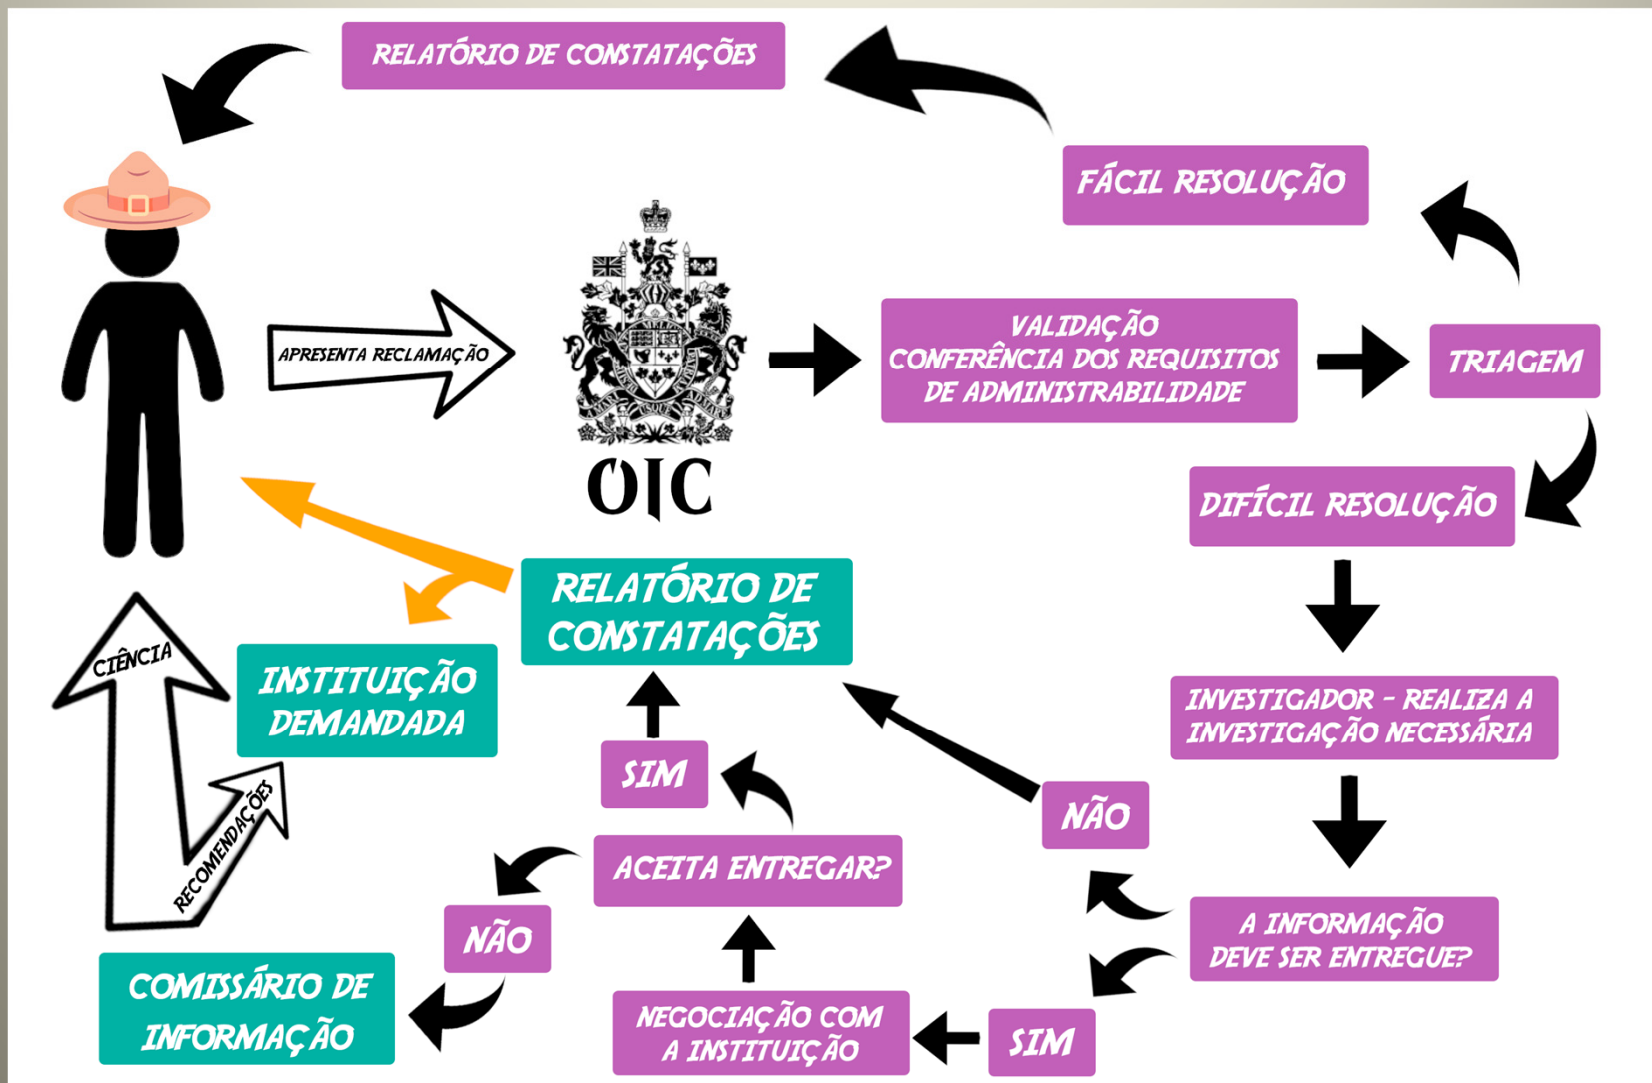 RELATÓRIO DE CONSTATAÇÕES
FÁCIL RESOLUÇÃO
APRESENTA RECLAMAÇÃO
OIC
VALIDAÇÃO
CONFERÊNCIA DOS REQUISITOS
DE ADMINISTRABILIDADE
TRIAGEM
DIFÍCIL RESOLUÇÃO
RELATÓRIO DE
CONSTATAÇÕES
CIÊNCIA
INSTITUIÇÃO
DEMANDADA
INVESTIGADOR - REALIZA A
INVESTIGAÇÃO NECESSÁRIA
SIM
NÃO
RECOMENDAÇÕES
ACEITA ENTREGAR?
NÃO
A INFORMAÇÃO
DEVE SER ENTREGUE?
COMISSÁRIO DE
INFORMAÇÃO
NEGOCIAÇÃO COM
A INSTITUIÇÃO
SIM